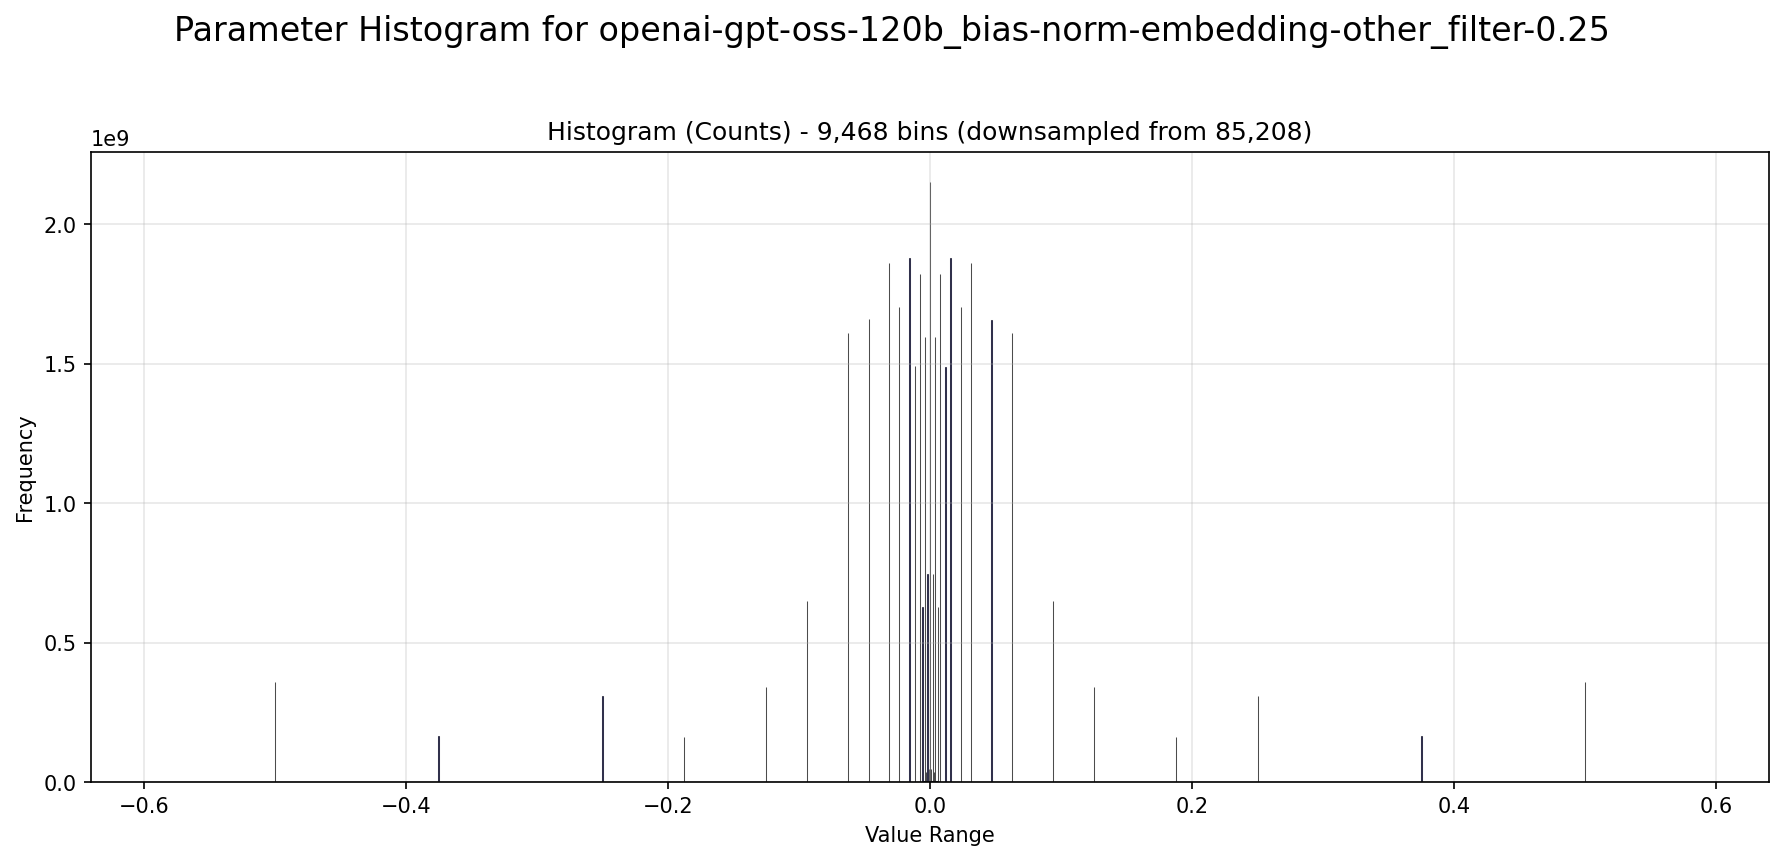 Parameter Histogram for openai-gpt-oss-120b_bias-norm-embedding-other_filter-0.25
Histogram (Counts) - 9,468 bins (downsampled from 85,208)
1e9
2.0
1.5
1.0
0.5
0.0
Frequency
−0.6 −0.4 −0.2 0.0 0.2 0.4 0.6
Value Range